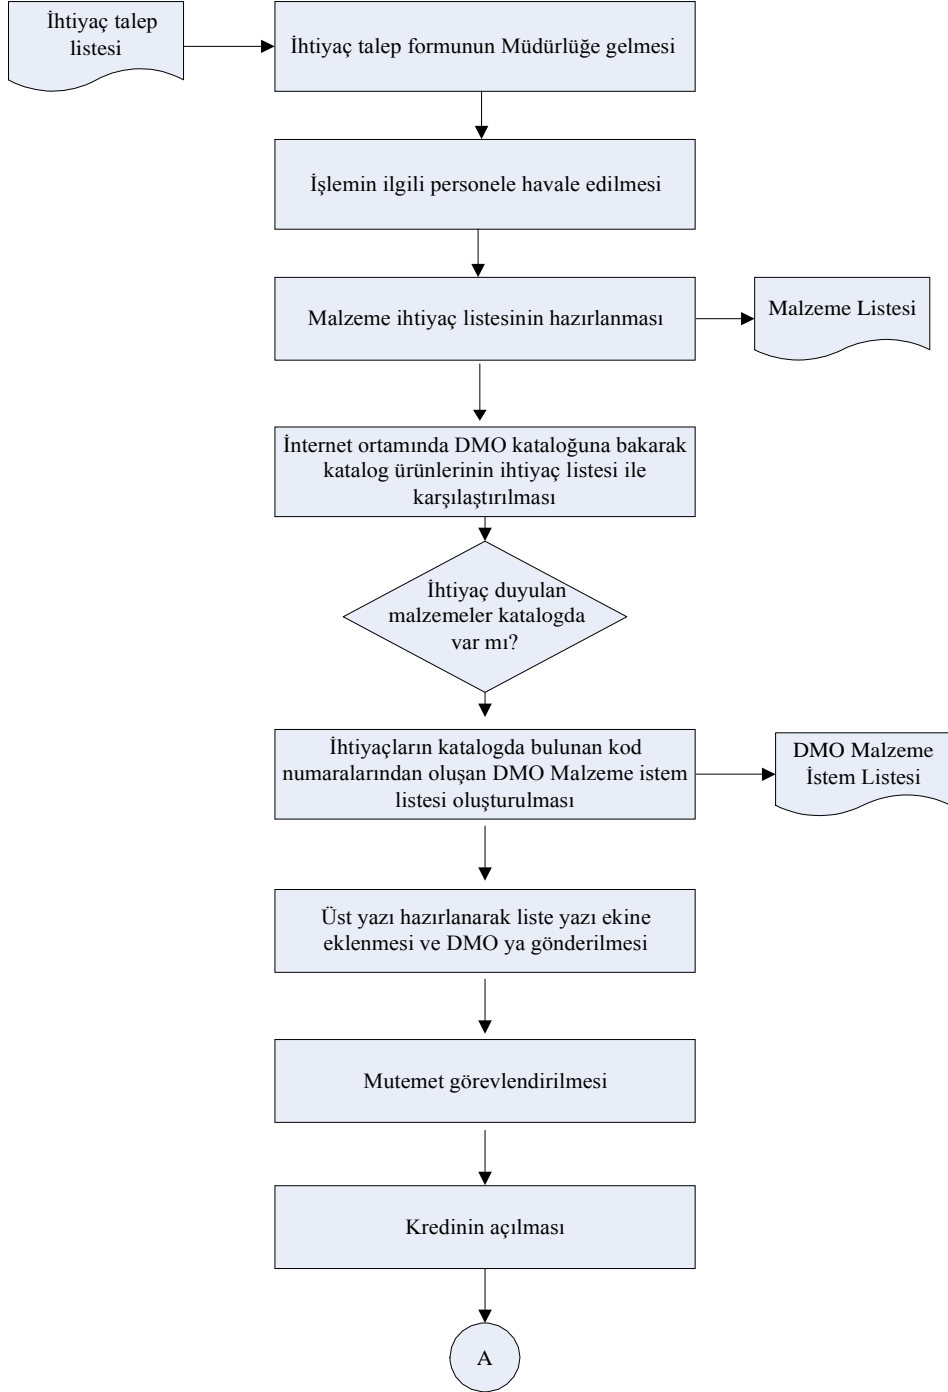 İhtiyaç talep
listesi
İhtiyaç talep formunun Müdürlüğe gelmesi
İşlemin ilgili personele havale edilmesi
Malzeme ihtiyaç listesinin hazırlanması
Malzeme Listesi
İnternet ortamında DMO kataloğuna bakarak
katalog ürünlerinin ihtiyaç listesi ile
karşılaştırılması
İhtiyaç duyulan
malzemeler katalogda
var mı?
İhtiyaçların katalogda bulunan kod
numaralarından oluşan DMO Malzeme istem
listesi oluşturulması
DMO Malzeme
İstem Listesi
Üst yazı hazırlanarak liste yazı ekine
eklenmesi ve DMO ya gönderilmesi
Mutemet görevlendirilmesi
Kredinin açılması
A